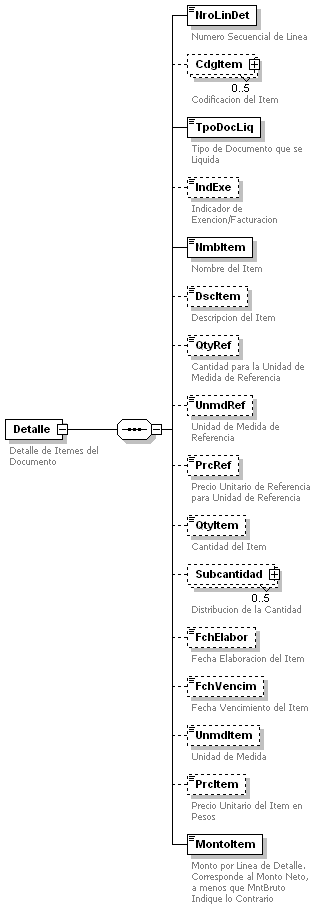 NroLinDet
Numero Secuencial de Linea
CdgItem
0..5
Codificacion del Item
TpoDocLiq
Tipo de Documento que se
Liquida
IndExe
Indicador de
Exencion/Facturacion
NmbItem
Nombre del Item
DscItem
Descripcion del Item
QtyRef
Cantidad para la Unidad de
Medida de Referencia
UnmdRef
Unidad de Medida de
Referencia
Detalle
Detalle de Itemes del
Documento
PrcRef
Precio Unitario de Referencia
para Unidad de Referencia
QtyItem
Cantidad del Item
Subcantidad
0..5
Distribucion de la Cantidad
FchElabor
Fecha Elaboracion del Item
FchVencim
Fecha Vencimiento del Item
UnmdItem
Unidad de Medida
PrcItem
Precio Unitario del Item en
Pesos
MontoItem
Monto por Linea de Detalle.
Corresponde al Monto Neto,
a menos que MntBruto
Indique lo Contrario